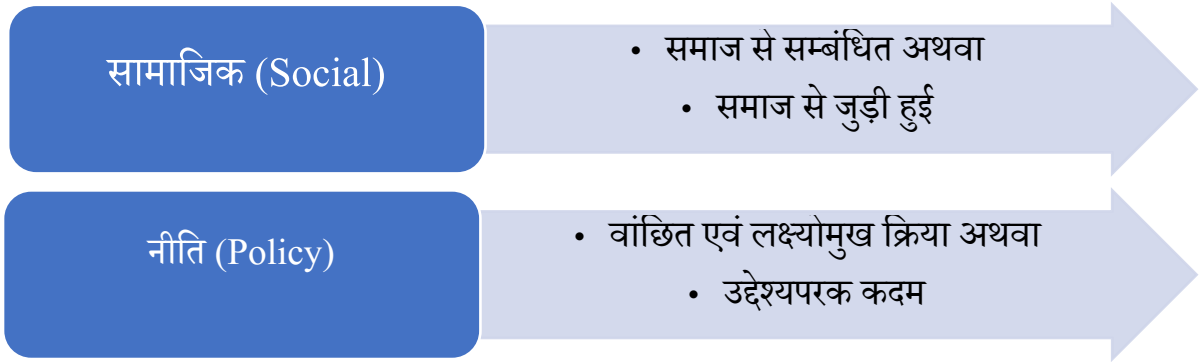 सामाजिक (Social)
• समाज से सम्बंधित अथवा
• समाज से जुड़ी हुई
नीति (Policy)
• वांछित एवं लक्ष्योमुख क्रिया अथवा
• उद्देश्यपरक कदम